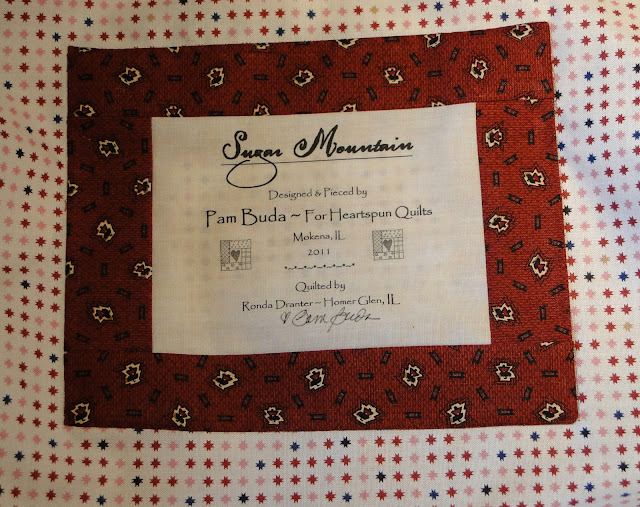 Sugar Mountain
Designed & Pieced by
Pam Buda ~ For Heartspun Quilts
Mokena, IL
2011
Quilted by
Ronda Dranter ~ Homer Glen, IL
Pam Buda